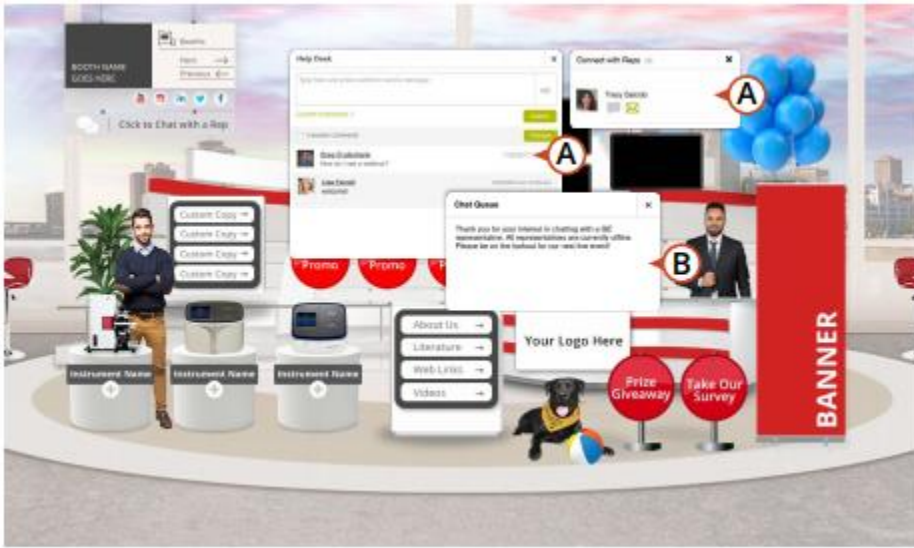 BOOTH NAME
GOES HERE
Benefits
Next
Previous
Click to Chat with a Rep
Help Desk
Connect with Reps
Tracy
A
A
How do I
Chat Queue
Thank you for your interest in chatting with a
representative. All representatives are currently offline.
Please be on the lookout for our next live event!
B
Custom Copy →
Custom Copy →
Custom Copy →
Custom Copy →
Promo
Promo
About Us →
Literature →
Web Links →
Videos →
Your Logo Here
Instrument Name
Instrument Name
Instrument Name
Prize
Giveaway
Take Our
Survey
BANNER